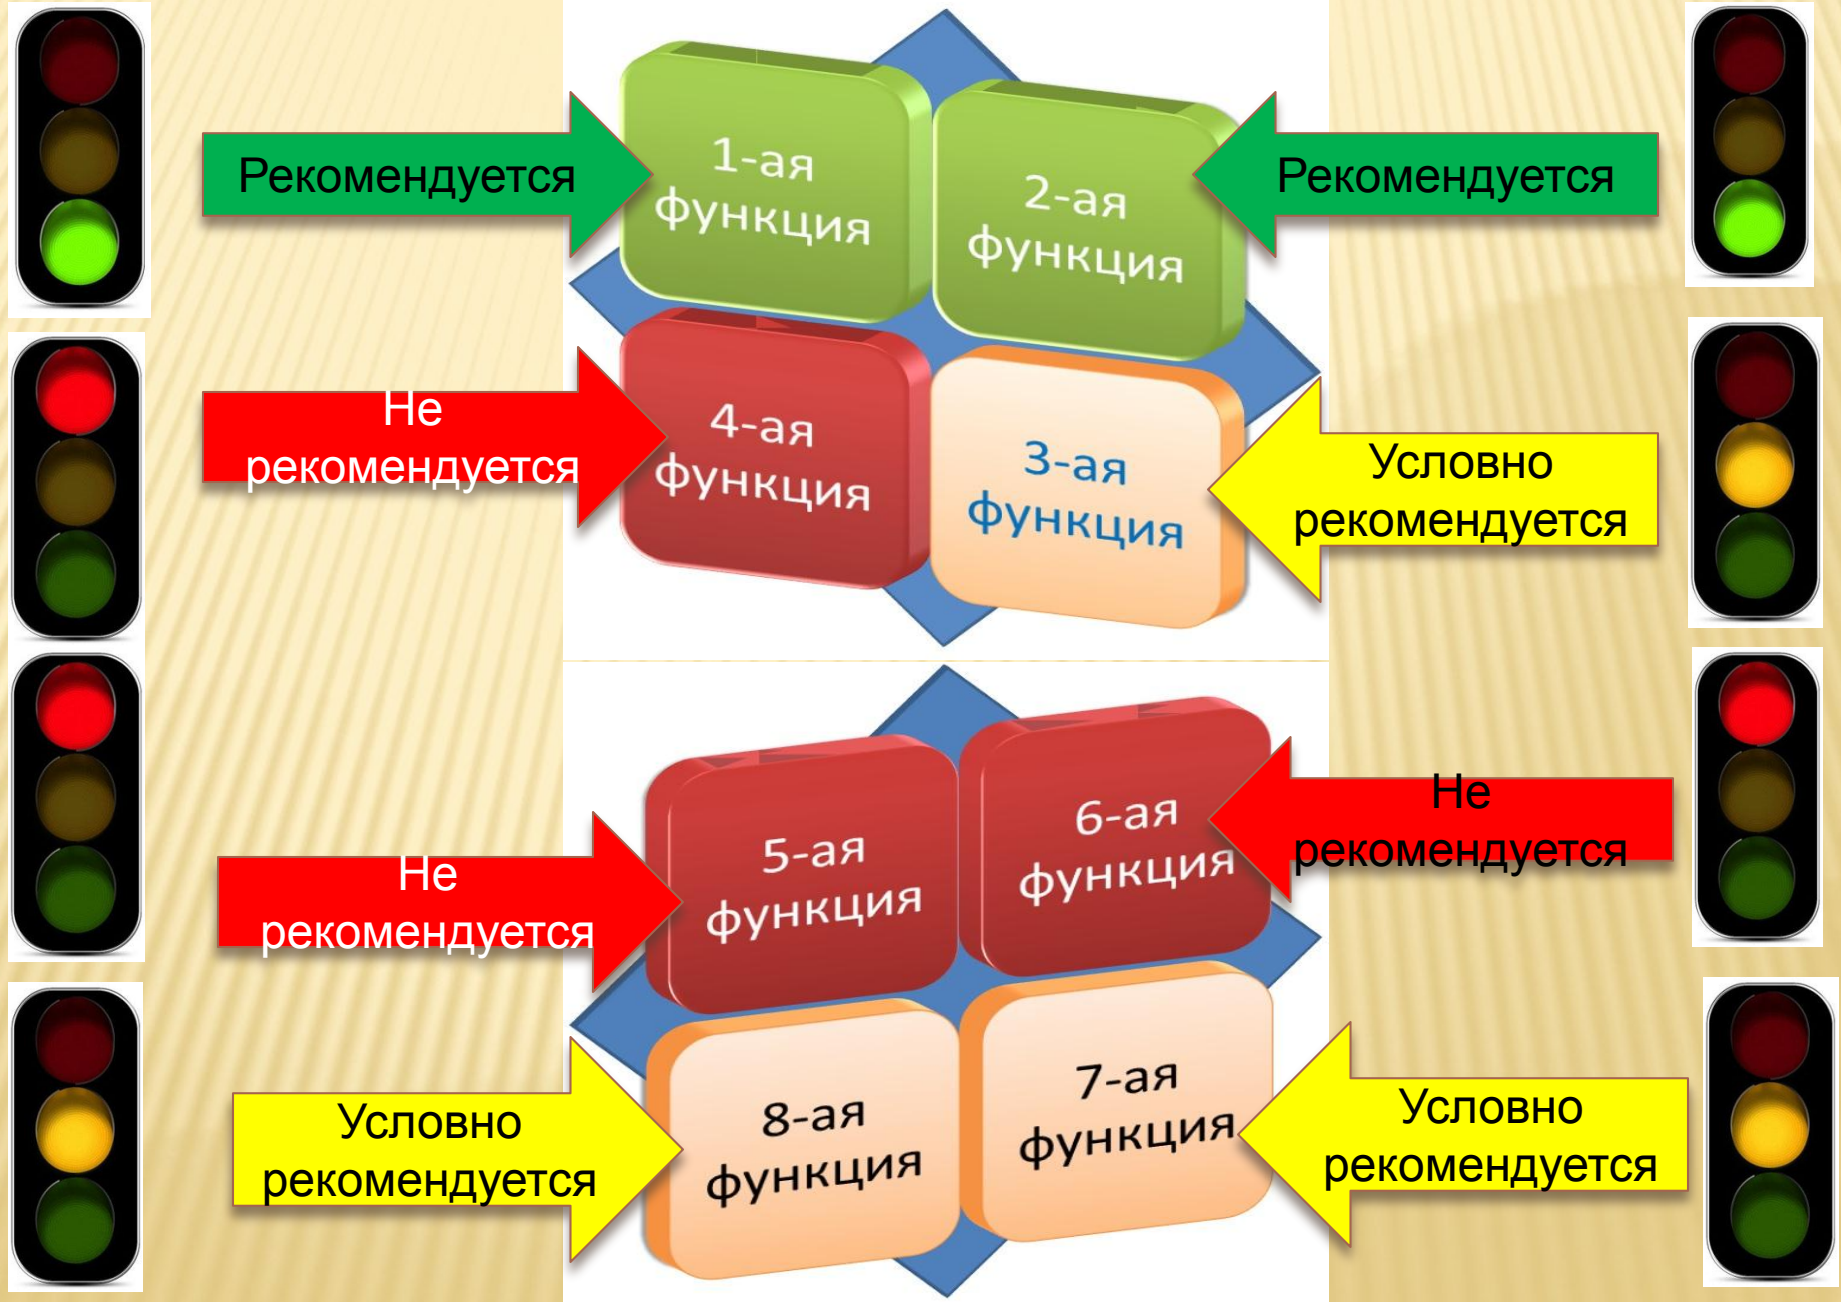 Рекомендуется
1-ая
функция
2-ая
функция
Рекомендуется
Не
рекомендуется
4-ая
функция
3-ая
функция
Условно
рекомендуется
Не
рекомендуется
5-ая
функция
6-ая
функция
Не
рекомендуется
Условно
рекомендуется
8-ая
функция
7-ая
функция
Условно
рекомендуется